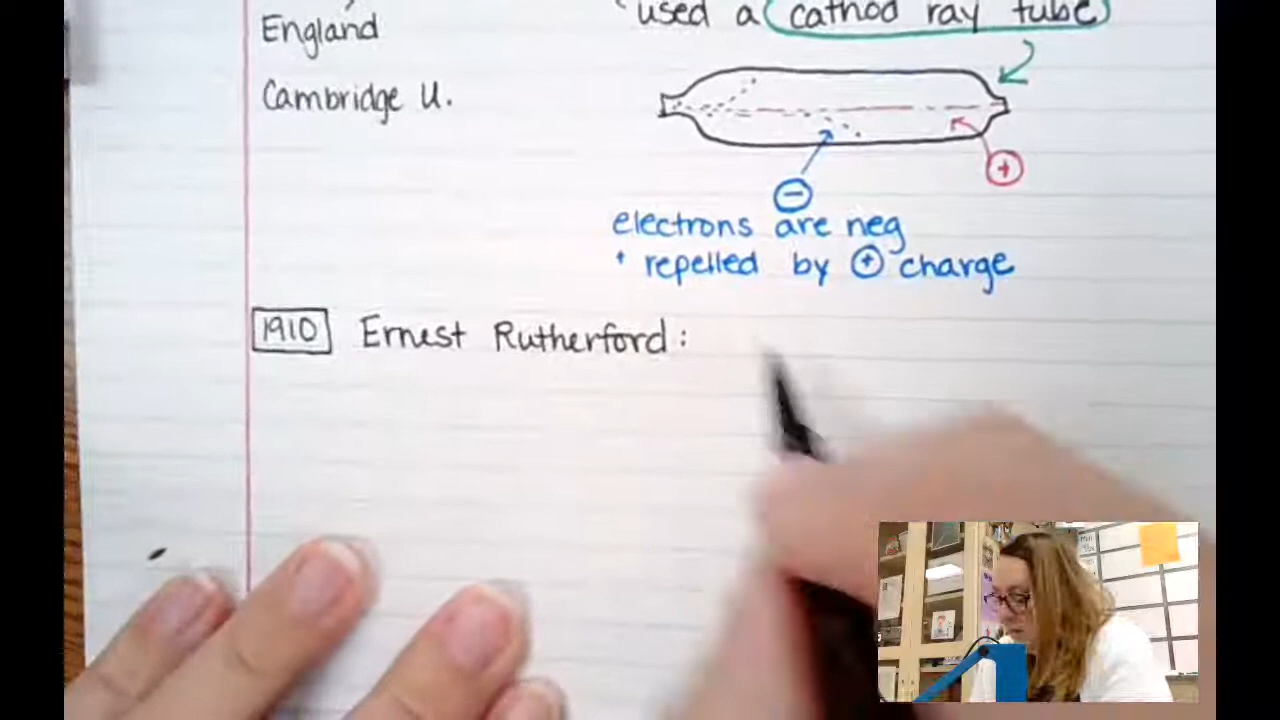 England
Cambridge U.
used a cathod ray tube
+
−
electrons are neg
* repelled by + charge
1910 Ernest Rutherford: